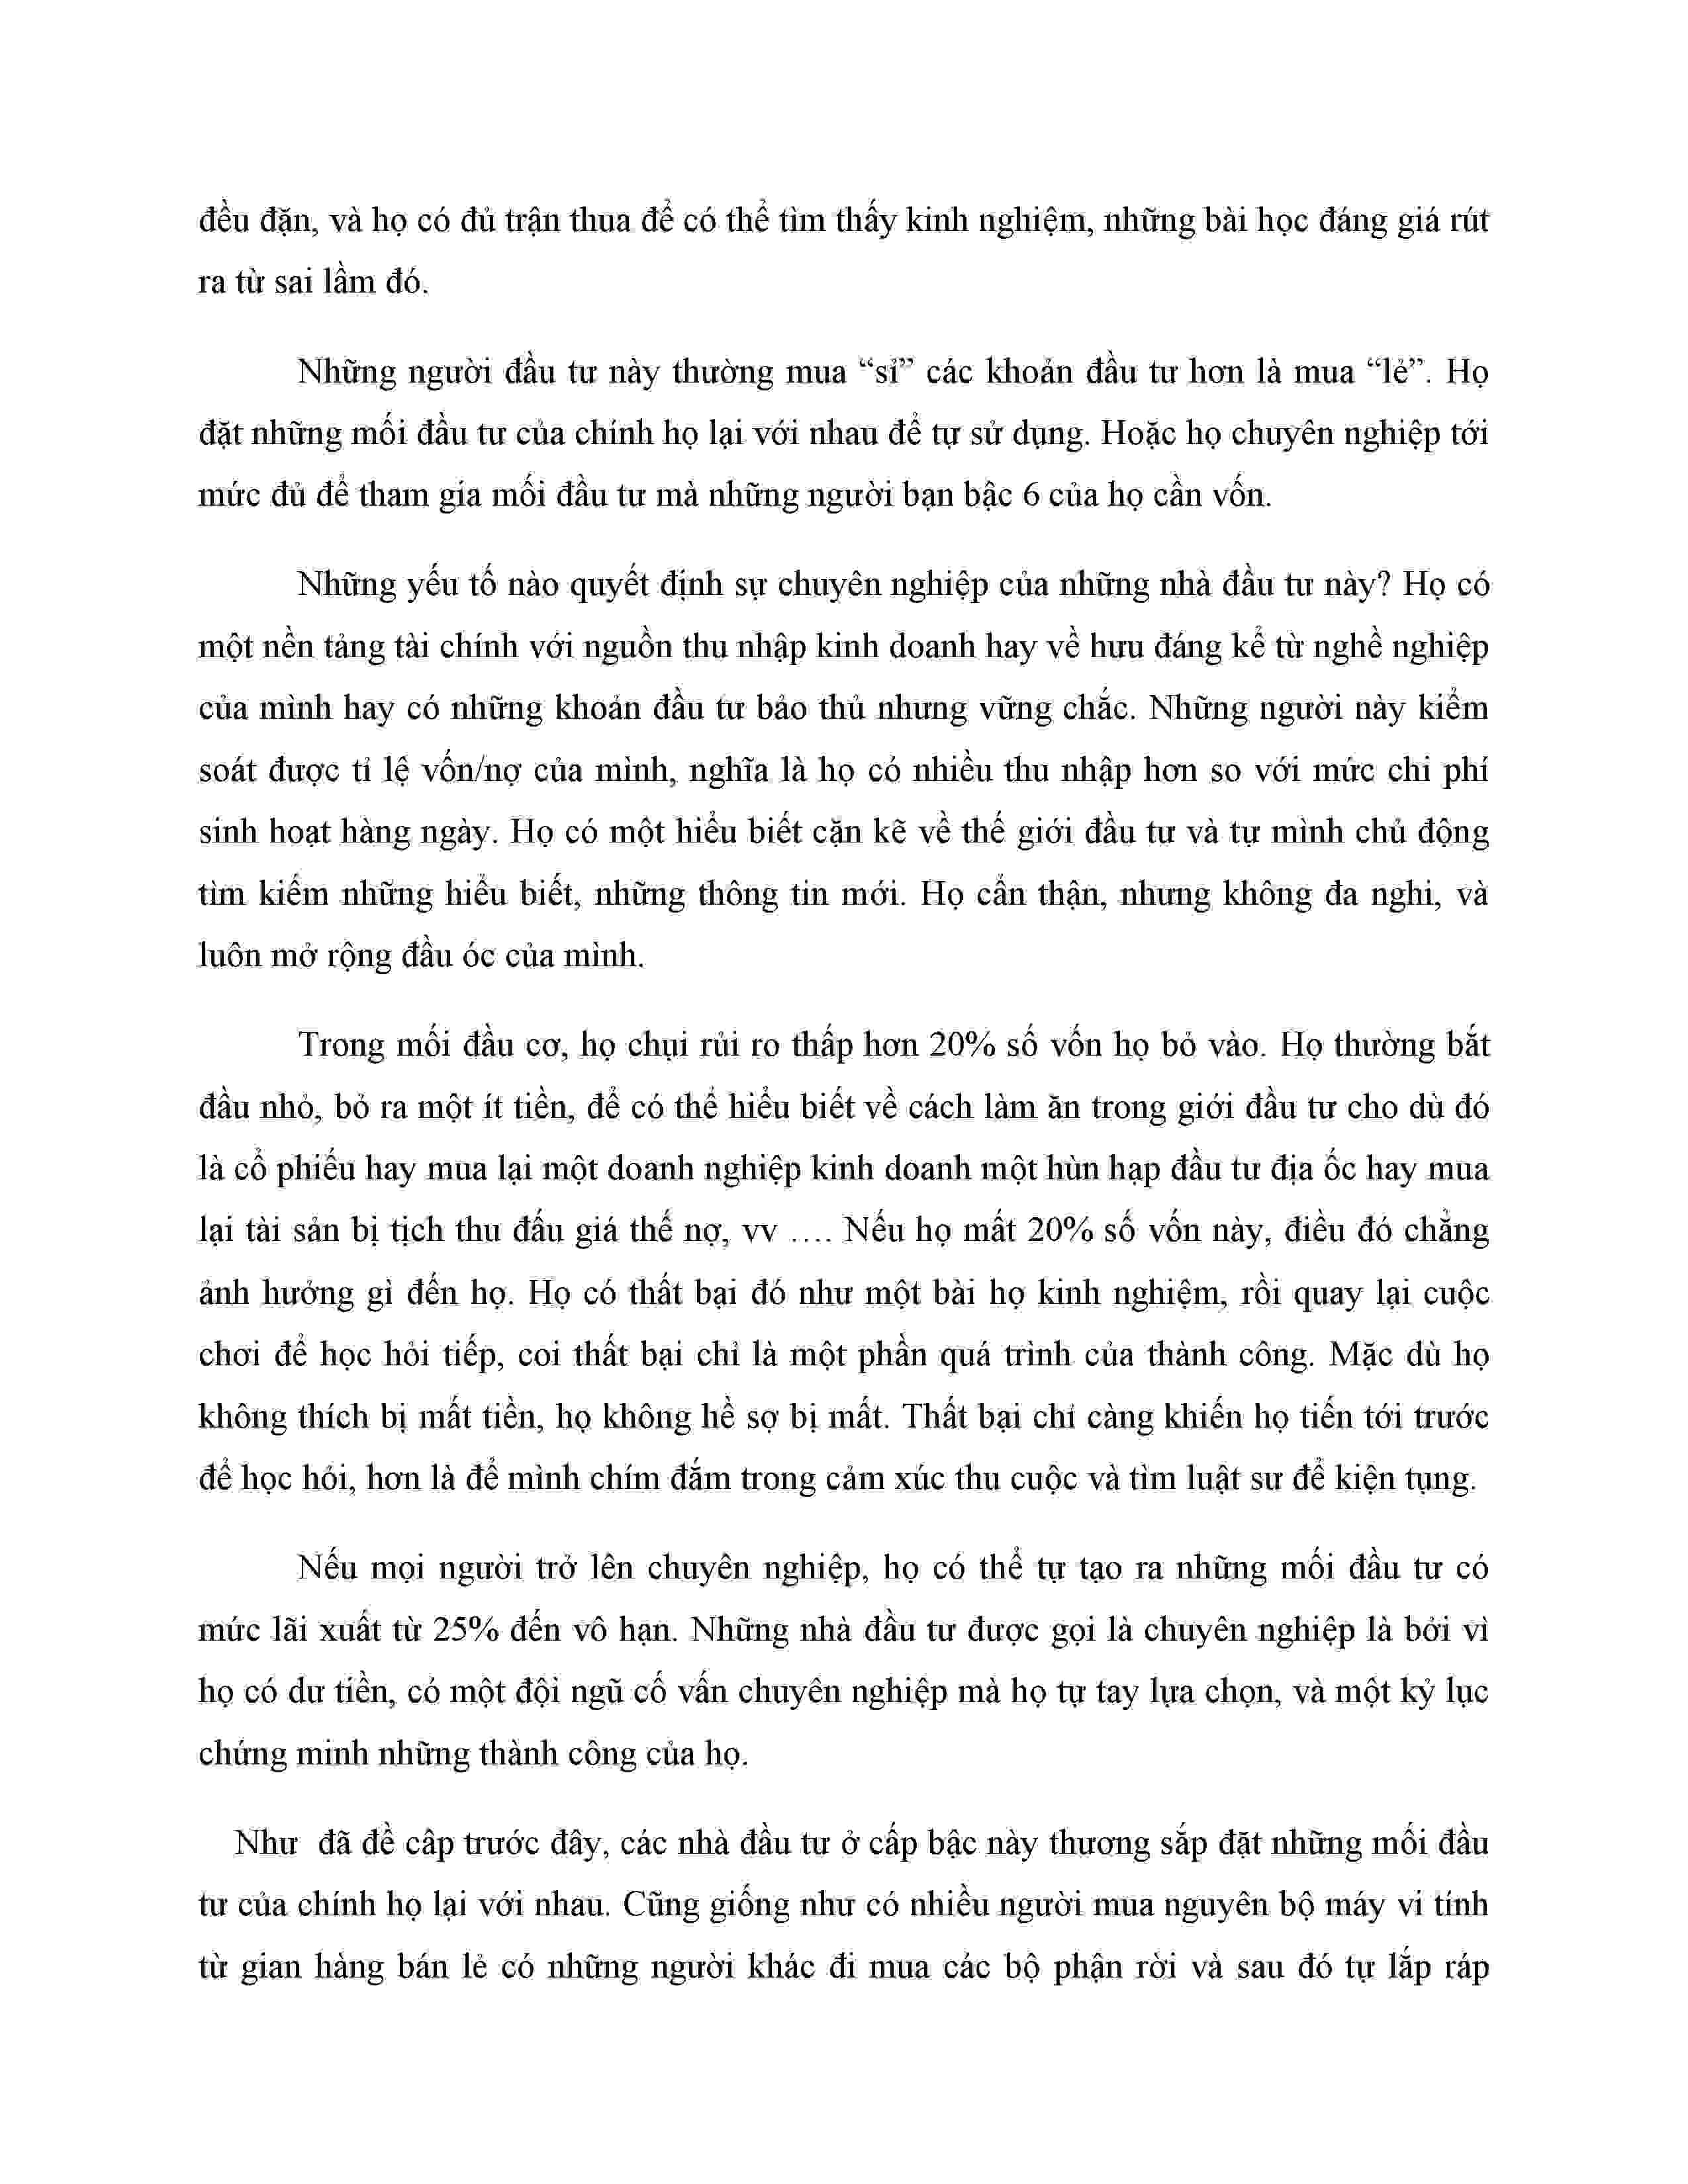 đều đặn, và họ có đủ trận thua để có thể tìm thấy kinh nghiệm, những bài học đáng giá rút
ra từ sai lầm đó.
Những người đầu tư này thường mua “sỉ” các khoản đầu tư hơn là mua “lẻ”. Họ
đặt những mối đầu tư của chính họ lại với nhau để tự sử dụng. Hoặc họ chuyên nghiệp tới
mức đủ để tham gía mối đầu tư mà những người bạn bậc 6 của họ cần vốn.
Những yếu tố nào quyết định sự chuyên nghiệp của những nhà đầu tư này? Họ có
một nền tảng tài chính với nguồn thu nhập kinh doanh hay về hưu đáng kể từ nghề nghiệp
của mình hay có những khoản đầu tư bảo thủ nhưng vững chắc. Những người này kiểm
soát được tỉ lệ vốn/nợ của mình, nghĩa là họ có nhiều thu nhập hơn so với mức chi phí
sinh hoạt hàng ngày. Họ có một hiểu biết cặn kẽ về thế giới đầu tư và tự mình chủ động
tìm kiếm những hiểu biết, những thông tin mới. Họ cẩn thận, nhưng không đa nghi, và
luôn mở rộng đầu óc của mình.
Trong mối đầu cơ, họ chụi rủi ro thấp hơn 20% số vốn họ bỏ vào. Họ thường bắt
đầu nhỏ, bỏ ra một ít tiền, để có thể hiểu biết về cách làm ăn trong giới đầu tư cho dù đó
là cổ phiếu hay mua lại một doanh nghiệp kinh doanh một hùn hạp đầu tư địa ốc hay mua
lại tài sản bị tịch thu đấu giá thế nợ, vv …. Nếu họ mất 20% số vốn này, điều đó chẳng
ảnh hưởng gì đến họ. Họ có thất bại đó như một bài họ kinh nghiệm, rồi quay lại cuộc
chơi để học hỏi tiếp, coi thất bại chỉ là một phần quá trình của thành công. Mặc dù họ
không thích bị mất tiền, họ không hề sợ bị mất. Thất bại chỉ càng khiến họ tiến tới trước
để học hỏi, hơn là để mình chím đắm trong cảm xúc thu cuộc và tìm luật sư để kiện tụng.
Nếu mọi người trở lên chuyên nghiệp, họ có thể tự tạo ra những mối đầu tư có
mức lãi xuất từ 25% đến vô hạn. Những nhà đầu tư được gọi là chuyên nghiệp là bởi vì
họ có dư tiền, có một đội ngũ cố vấn chuyên nghiệp mà họ tự tay lựa chọn, và một kỷ lục
chứng minh những thành công của họ.
Như đã đề câp trước đây, các nhà đầu tư ở cấp bậc này thương sắp đặt những mối đầu
tư của chính họ lại với nhau. Cũng giống như có nhiều người mua nguyên bộ máy vi tính
từ gian hàng bán lẻ có những người khác đi mua các bộ phận rời và sau đó tự lắp ráp